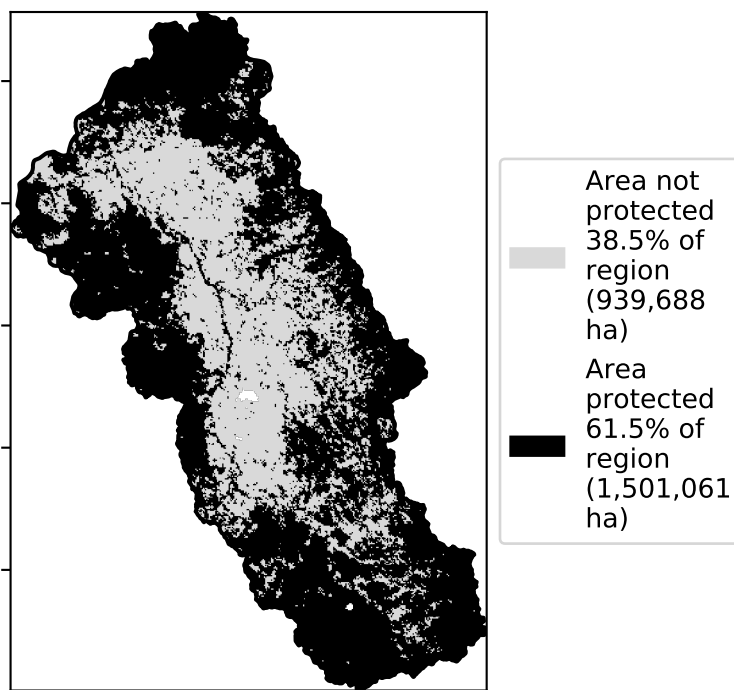 Area not
protected
38.5% of
region
(939,688
ha)
Area
protected
61.5% of
region
(1,501,061
ha)